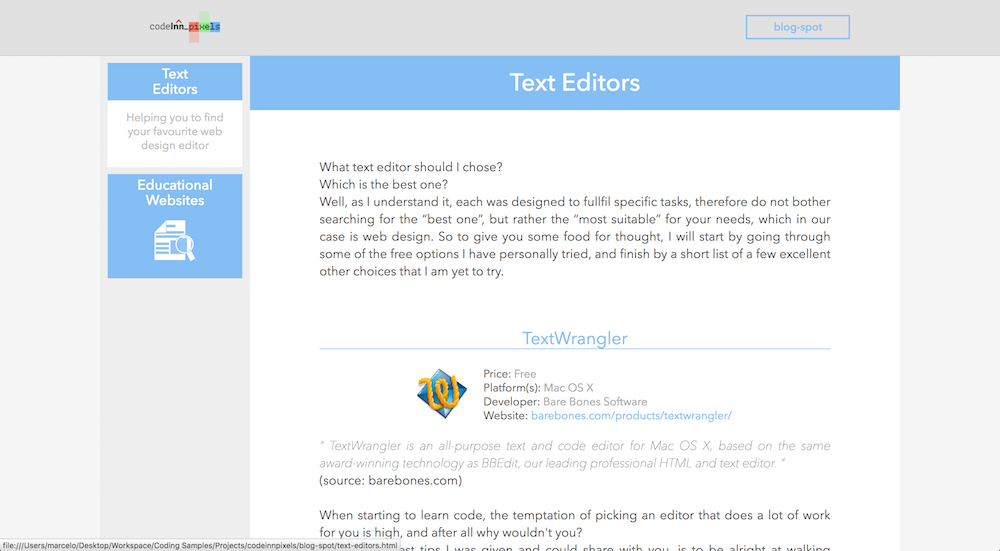 codeInn_pixels
blog-spot
Text
Editors
Helping you to find
your favourite web
design editor
Educational
Websites
Text Editors
What text editor should I chose?
Which is the best one?
Well, as I understand it, each was designed to fullfil specific tasks, therefore do not bother
searching for the “best one”, but rather the “most suitable” for your needs, which in our
case is web design. So to give you some food for thought, I will start by going through
some of the free options I have personally tried, and finish by a short list of a few excellent
other choices that I am yet to try.
TextWrangler
Price: Free
Platform(s): Mac OS X
Developer: Bare Bones Software
Website: barebones.com/products/textwrangler/
“ TextWrangler is an all-purpose text and code editor for Mac OS X, based on the same
award-winning technology as BBEdit, our leading professional HTML and text editor. “
(source: barebones.com)
When starting to learn code, the temptation of picking an editor that does a lot of work
for you is high, and after all why wouldn't you?
best tips I was given and could share with you, is to be alright at walking
file:///Users/marcelo/Desktop/Workspace/Coding Samples/Projects/codeinnpixels/blog-spot/text-editors.html